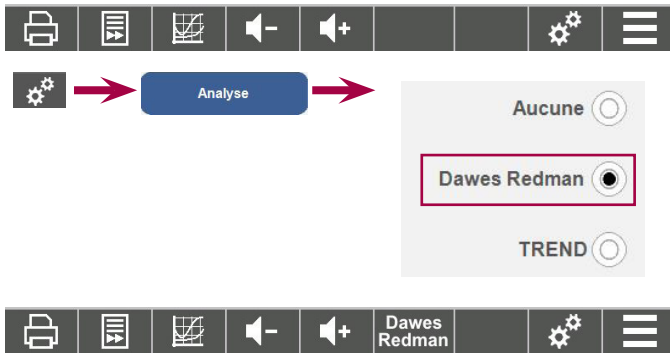 Analyse
Aucune
Dawes Redman
TREND
Dawes
Redman